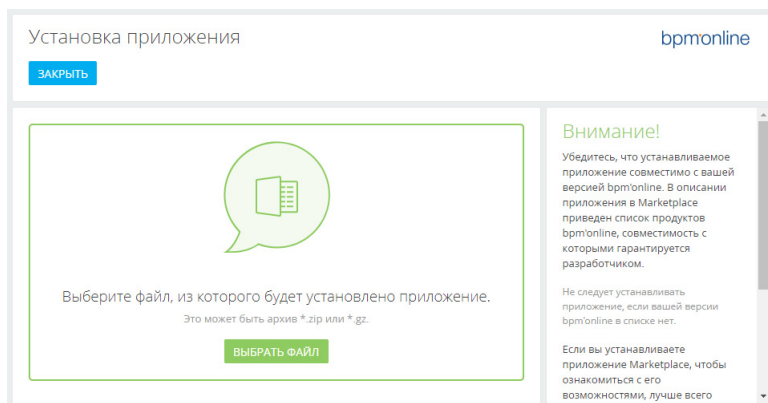 Установка приложения
bpm'online
ЗАКРЫТЬ
Выберите файл, из которого будет установлено приложение.
Это может быть архив *.zip или *.gz.
ВЫБРАТЬ ФАЙЛ
Внимание!
Убедитесь, что устанавливаемое
приложение совместимо с вашей
версией bpm'online. В описании
приложения в Marketplace
приведен список продуктов
bpm'online, совместимость с
которыми гарантируется
разработчиком.
Не следует устанавливать
приложение, если вашей версии
bpm'online в списке нет.
Если вы устанавливаете
приложение Marketplace, чтобы
ознакомиться с его
возможностями, лучше всего